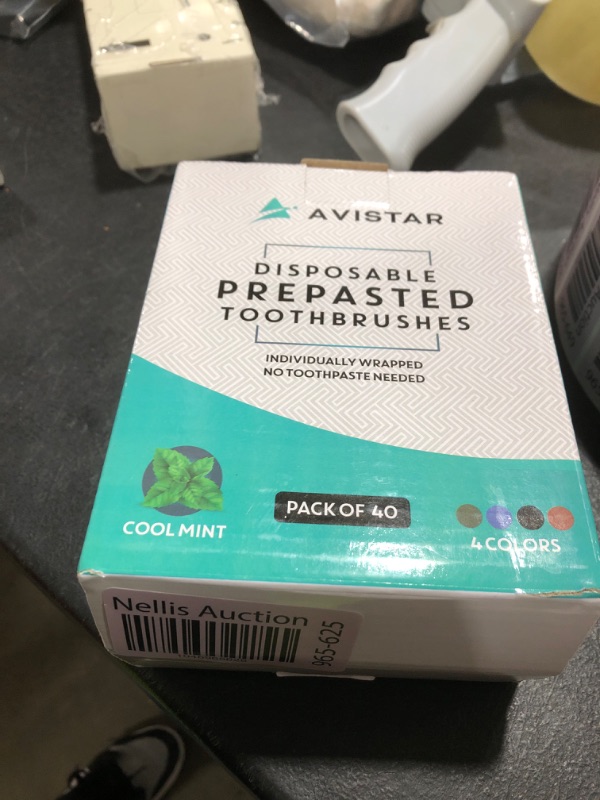 AVISTAR
DISPOSABLE
PREPASTED
TOOTHBRUSHES
INDIVIDUALLY WRAPPED
NO TOOTHPASTE NEEDED
COOL MINT
PACK OF 40
4 COLORS
Nellis Auction
965-625